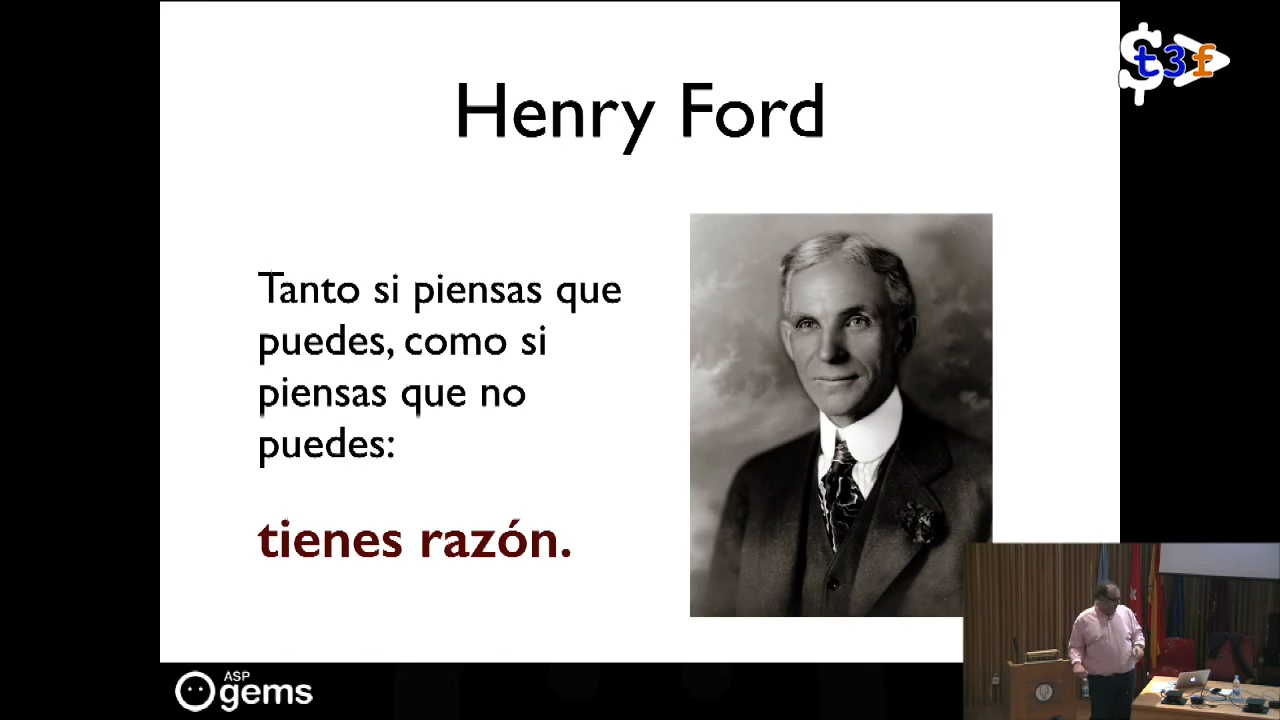 Henry Ford
$t3f
Tanto si piensas que
puedes, como si
piensas que no
puedes:
tienes razón.
ASP
gems